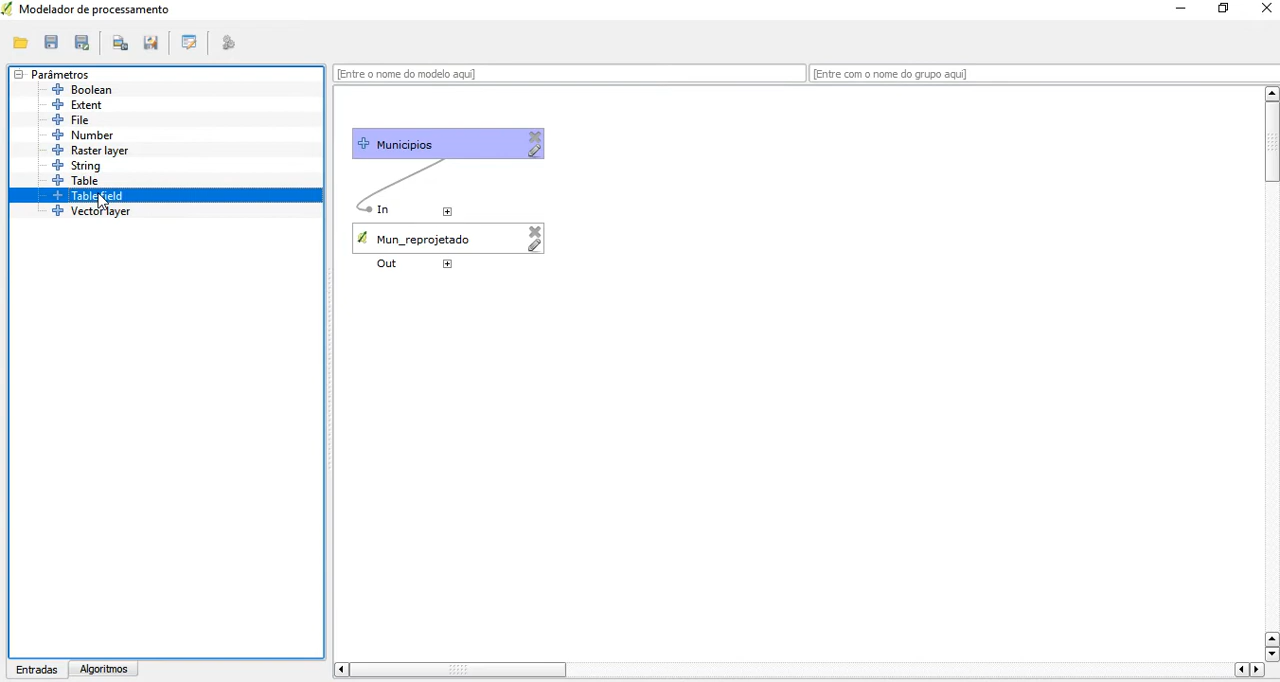 Modelador de processamento
Parâmetros
Boolean
Extent
File
Number
Raster layer
String
Table
Table field
Vector layer
Entradas
Algoritmos
[Entre o nome do modelo aqui]
[Entre com o nome do grupo aqui]
Municipios
In
Mun_reprojetado
Out